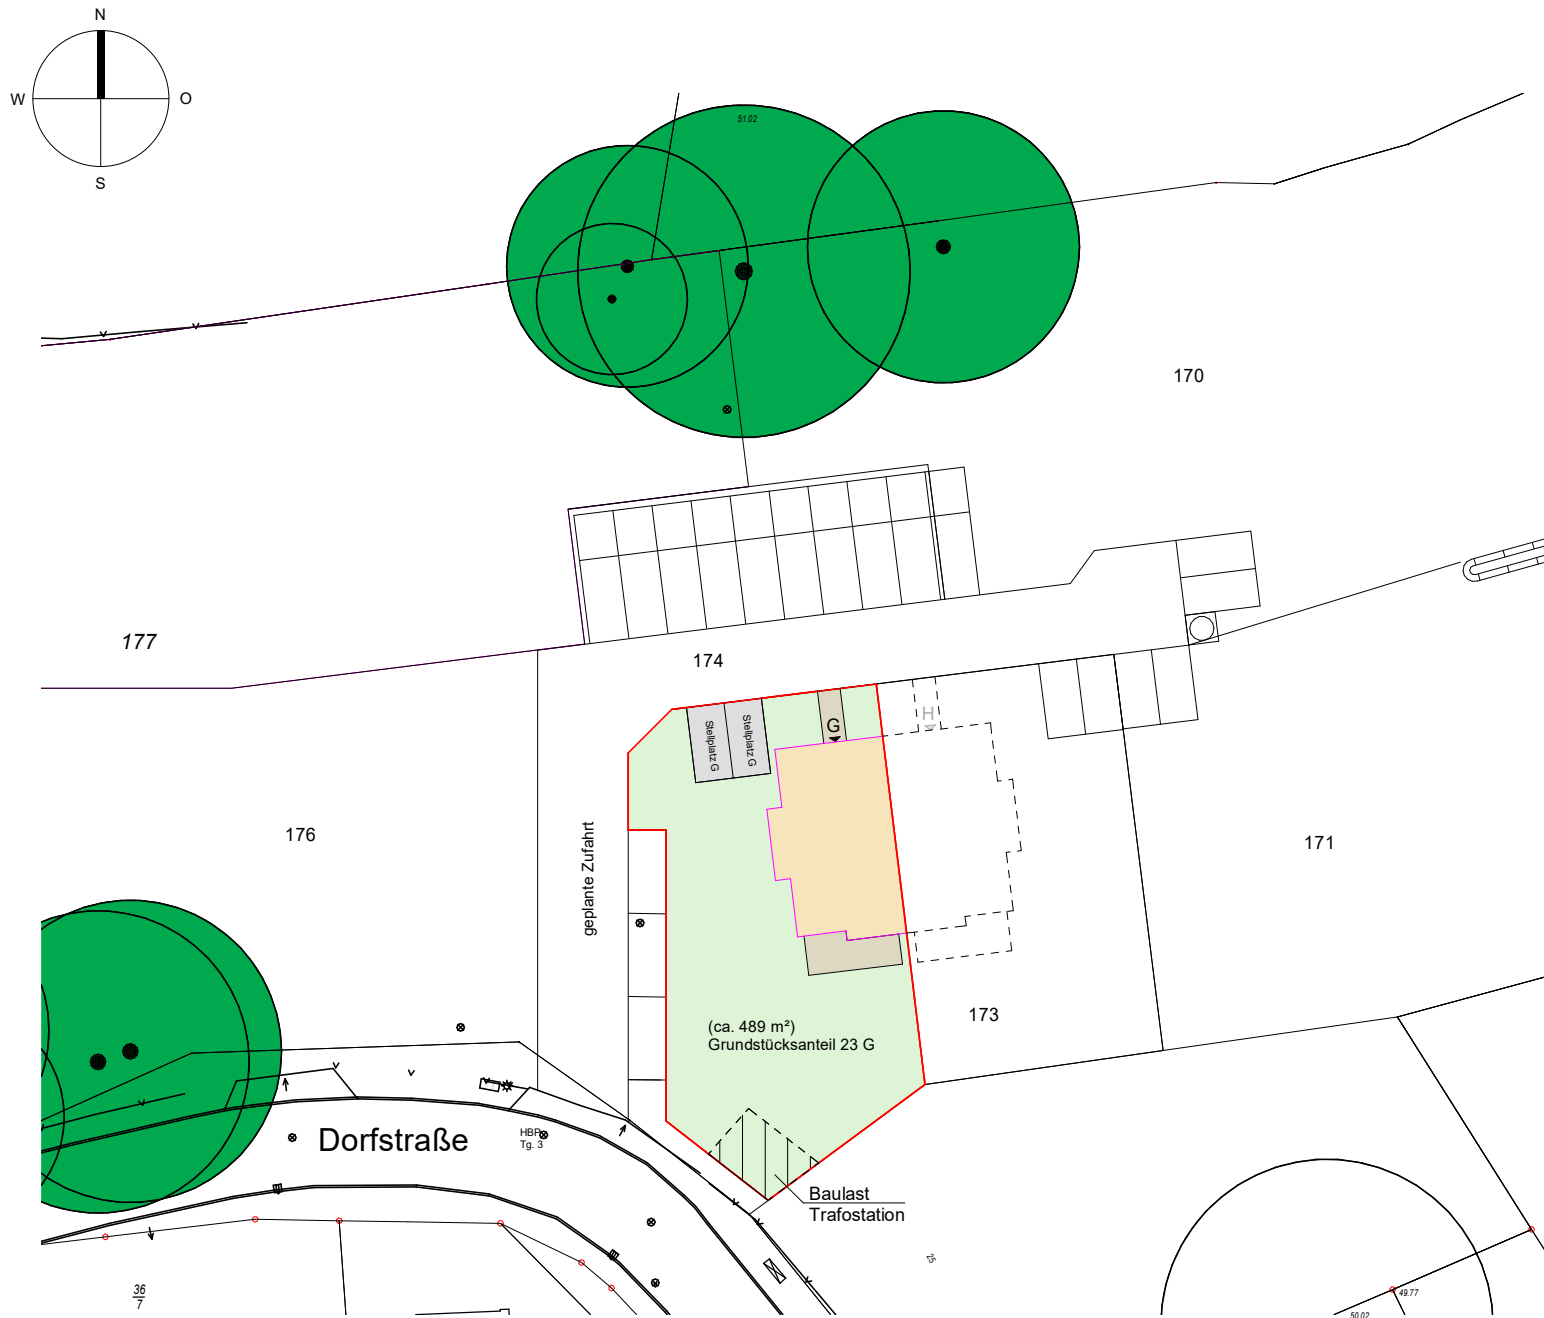 N
W
O
S
51.02
170
177
174
Stellplatz G
Stellplatz G
G
H
176
geplante Zufahrt
171
(ca. 489 m²)
Grundstücksanteil 23 G
173
HBP
Tg. 3
Dorfstraße
Baulast
Trafostation
25
36
7
49.77
50.02